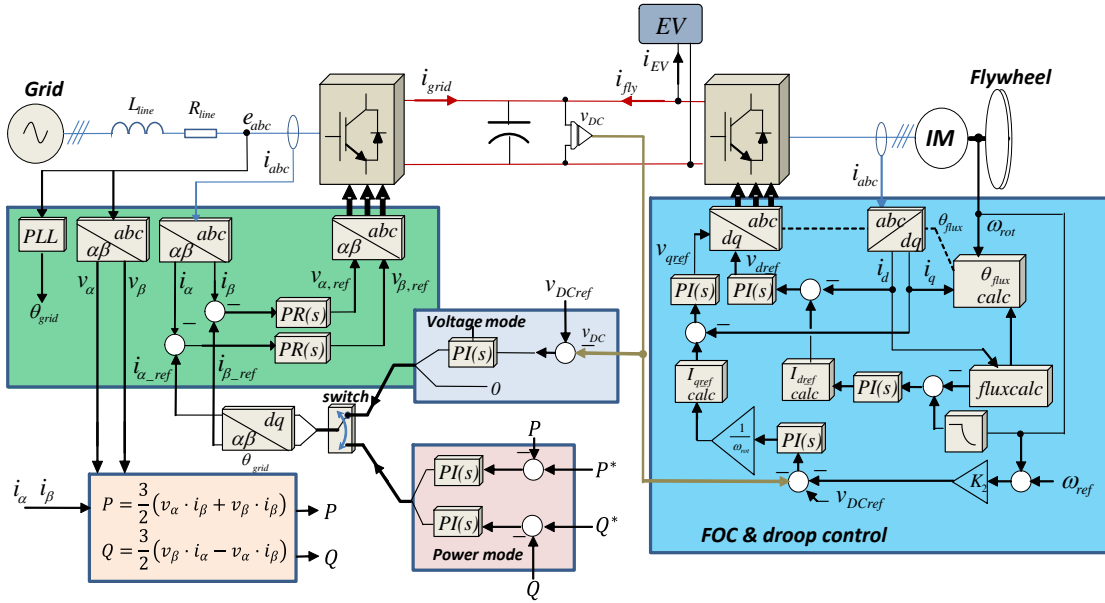 EV
i_EV
Grid
L_line
R_line
e_abc
i_abc
i_grid
i_fly
v_DC
Flywheel
IM
i_abc
PLL
abc
αβ
abc
αβ
abc
αβ
v_α
v_β
i_α
i_β
v_α,ref
v_β,ref
θ_grid
PR(s)
PR(s)
i_α_ref
i_β_ref
v_DCref
Voltage mode
PI(s)
v_DC
0
switch
dq
αβ
θ_grid
abc
dq
abc
dq
θ_flux
ω_rot
v_qref
v_dref
i_d
i_q
PI(s)
PI(s)
θ_flux
calc
I_qref
calc
I_dref
calc
PI(s)
fluxcalc
1
ω_rot
PI(s)
K_2
ω_ref
v_DCref
FOC & droop control
P
PI(s)
P*
PI(s)
Q*
Power mode
Q
i_α i_β
P = 3/2 (v_α · i_β + v_β · i_β)
P
Q = 3/2 (v_β · i_α − v_α · i_β)
Q